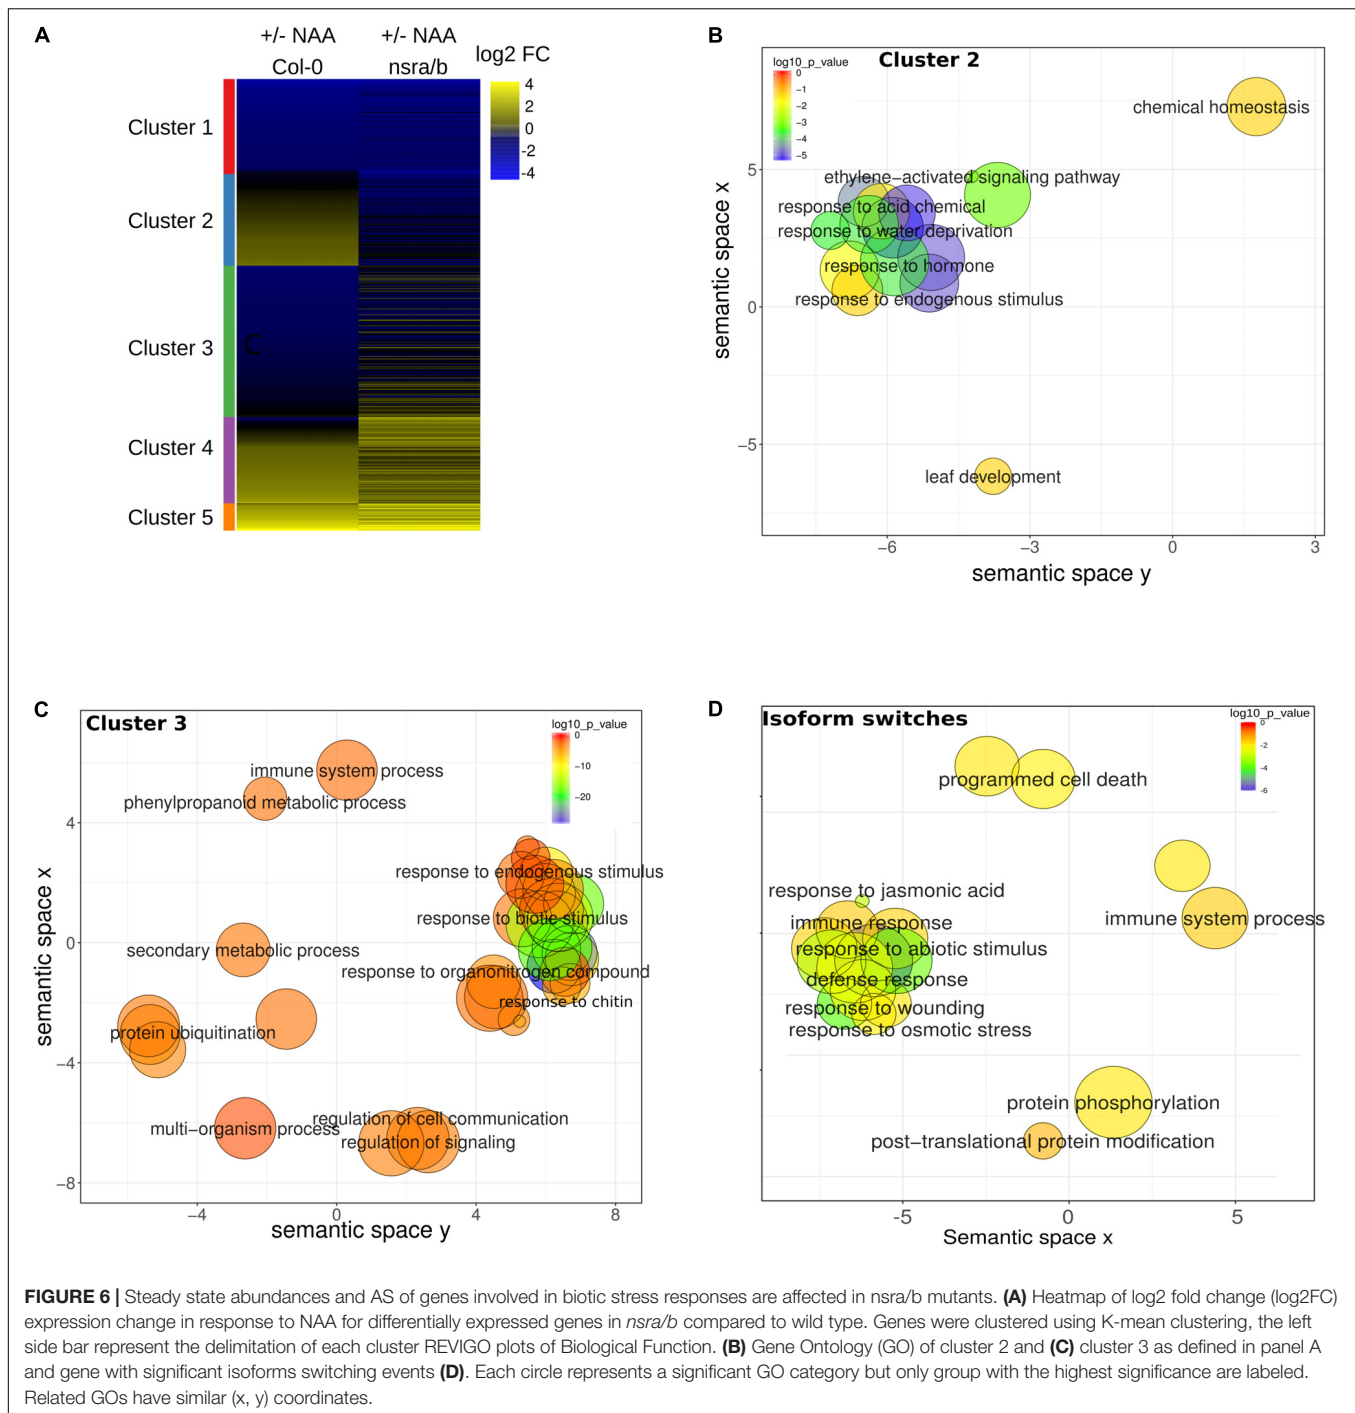 A
+/- NAA
+/- NAA
Col-0
nsra/b
log2 FC
4
2
0
-2
-4
Cluster 1
Cluster 2
Cluster 3
C
Cluster 4
Cluster 5
B
Cluster 2
log10_p_value
0
−1
−2
−3
−4
−5
chemical homeostasis
ethylene−activated signaling pathway
response to acid chemical
response to water deprivation
response to hormone
response to endogenous stimulus
leaf development
5
0
−5
semantic space x
−6
−3
0
3
semantic space y
C
Cluster 3
log10_p_value
0
−10
−20
immune system process
phenylpropanoid metabolic process
response to endogenous stimulus
response to biotic stimulus
secondary metabolic process
response to organonitrogen compound
response to chitin
protein ubiquitination
regulation of cell communication
multi−organism process
regulation of signaling
4
0
−4
−8
semantic space x
−4
0
4
8
semantic space y
D
Isoform switches
log10_p_value
0
-2
-4
-6
programmed cell death
response to jasmonic acid
immune response
immune system process
response to abiotic stimulus
defense response
response to wounding
response to osmotic stress
protein phosphorylation
post−translational protein modification
-5
0
5
Semantic space x
FIGURE 6 | Steady state abundances and AS of genes involved in biotic stress responses are affected in nsra/b mutants. (A) Heatmap of log2 fold change (log2FC)
expression change in response to NAA for differentially expressed genes in nsra/b compared to wild type. Genes were clustered using K-mean clustering, the left
side bar represent the delimitation of each cluster REVIGO plots of Biological Function. (B) Gene Ontology (GO) of cluster 2 and (C) cluster 3 as defined in panel A
and gene with significant isoforms switching events (D). Each circle represents a significant GO category but only group with the highest significance are labeled.
Related GOs have similar (x, y) coordinates.